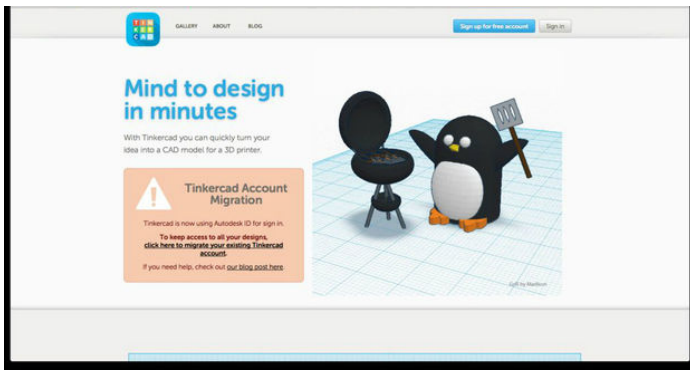 TIN
KER
CAD
GALLERY ABOUT BLOG
Sign up for free account Sign in
Mind to design
in minutes
With Tinkercad you can quickly turn your
idea into a CAD model for a 3D printer.
Tinkercad Account
Migration
Tinkercad is now using Autodesk ID for sign in.
To keep access to all your designs,
click here to migrate your existing Tinkercad
account.
If you need help, check out our blog post here.